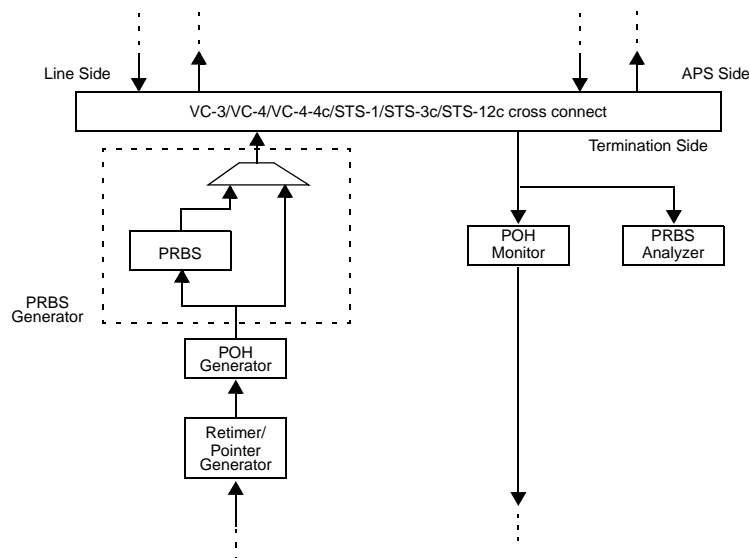 Line Side
APS Side
VC-3/VC-4/VC-4-4c/STS-1/STS-3c/STS-12c cross connect
Termination Side
PRBS
POH
Monitor
PRBS
Analyzer
PRBS
Generator
POH
Generator
Retimer/
Pointer
Generator